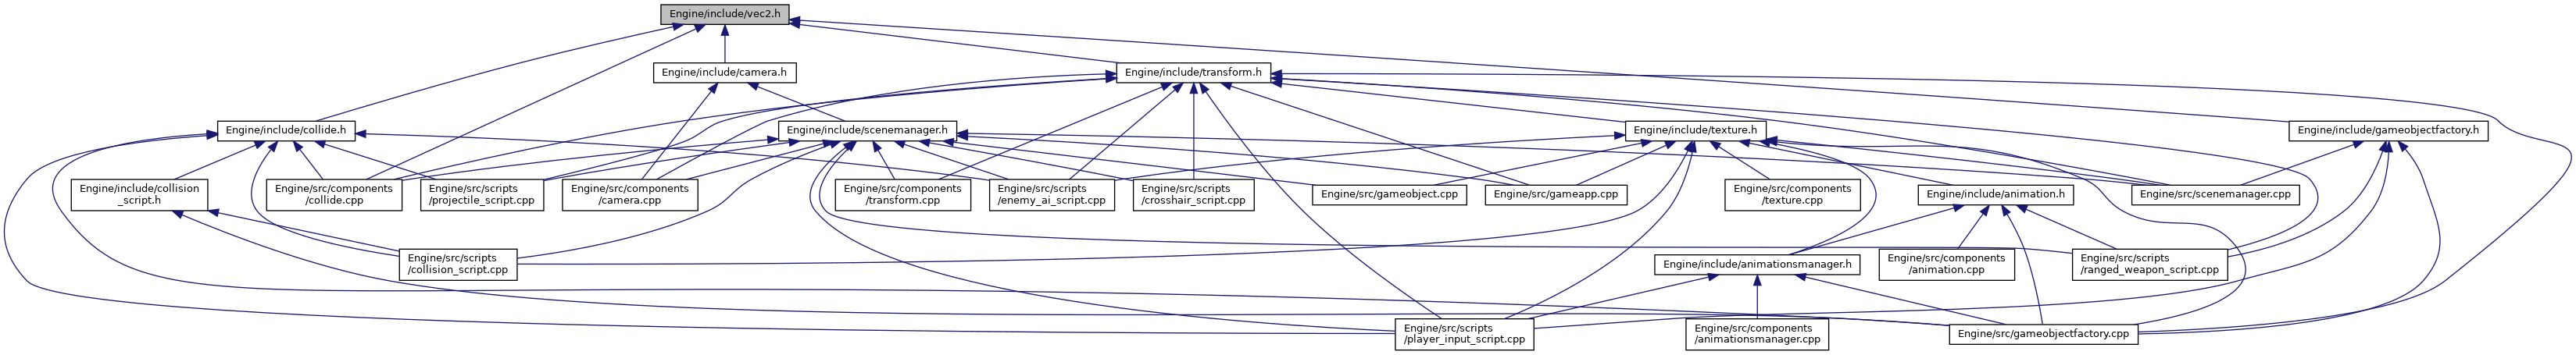 Engine/include/vec2.h
Engine/include/camera.h
Engine/include/transform.h
Engine/include/collide.h
Engine/include/scenemanager.h
Engine/include/texture.h
Engine/include/gameobjectfactory.h
Engine/include/collision
_script.h
Engine/src/components
/collide.cpp
Engine/src/scripts
/projectile_script.cpp
Engine/src/components
/camera.cpp
Engine/src/components
/transform.cpp
Engine/src/scripts
/enemy_ai_script.cpp
Engine/src/scripts
/crosshair_script.cpp
Engine/src/gameobject.cpp
Engine/src/gameapp.cpp
Engine/src/components
/texture.cpp
Engine/include/animation.h
Engine/src/scenemanager.cpp
Engine/src/scripts
/collision_script.cpp
Engine/include/animationsmanager.h
Engine/src/components
/animation.cpp
Engine/src/scripts
/ranged_weapon_script.cpp
Engine/src/scripts
/player_input_script.cpp
Engine/src/components
/animationsmanager.cpp
Engine/src/gameobjectfactory.cpp